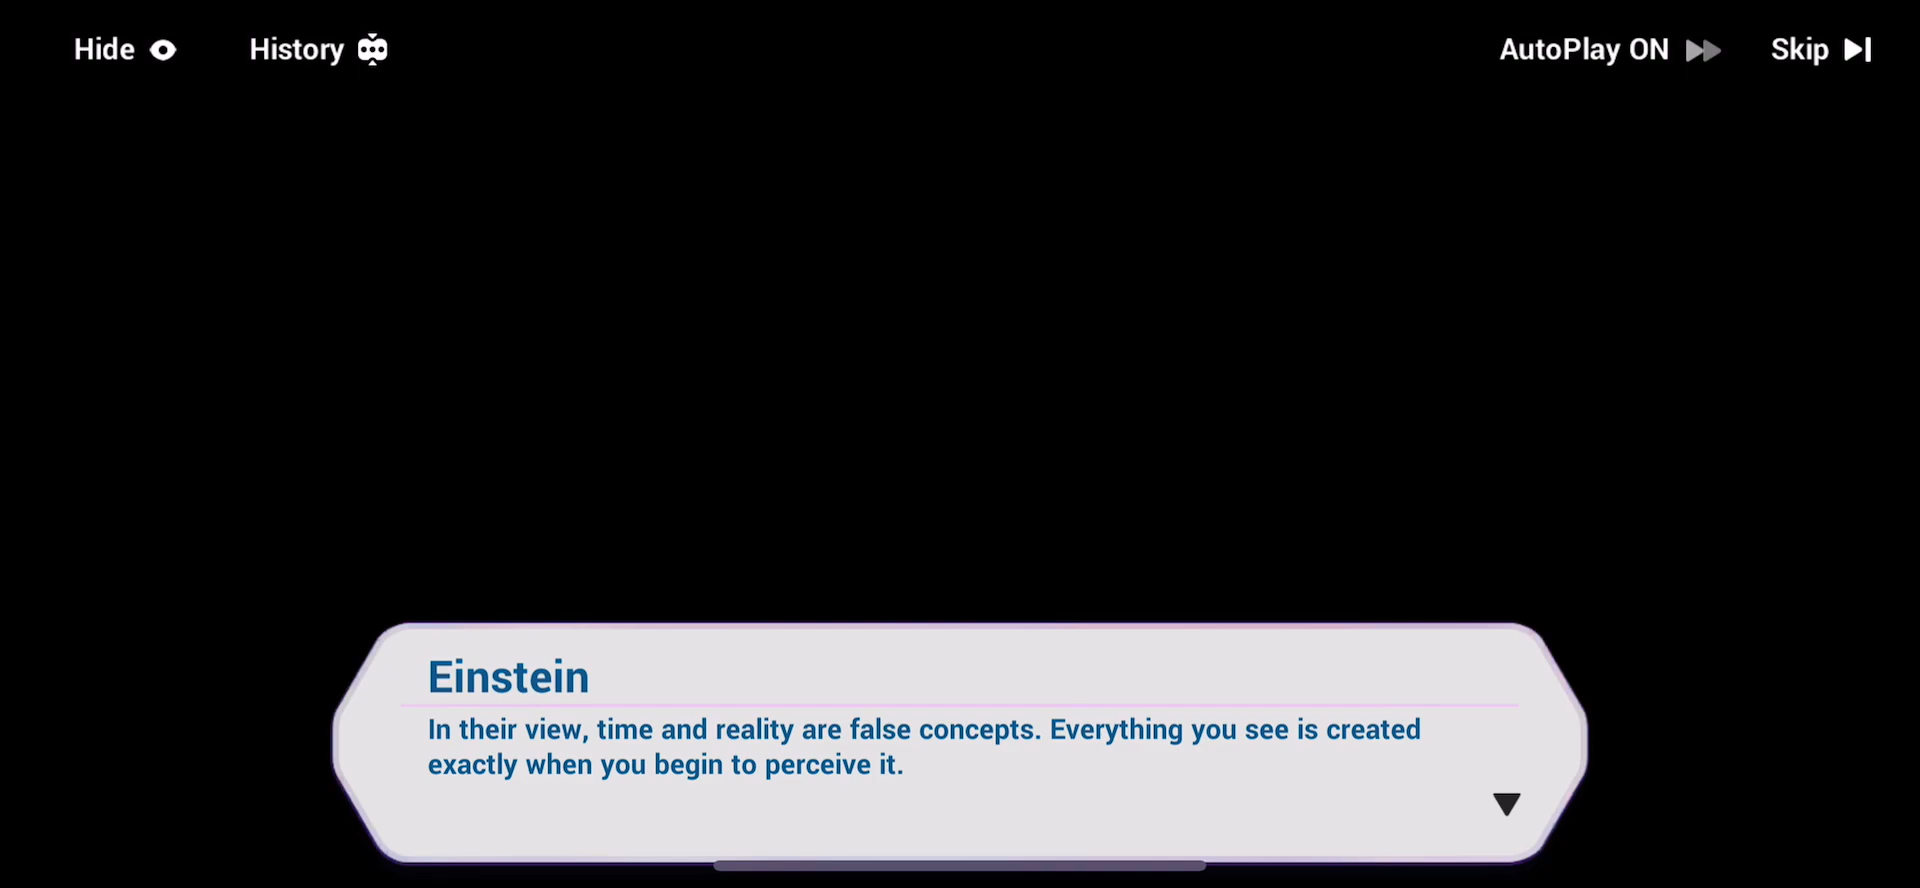 Hide
History
AutoPlay ON
Skip
Einstein
In their view, time and reality are false concepts. Everything you see is created
exactly when you begin to perceive it.